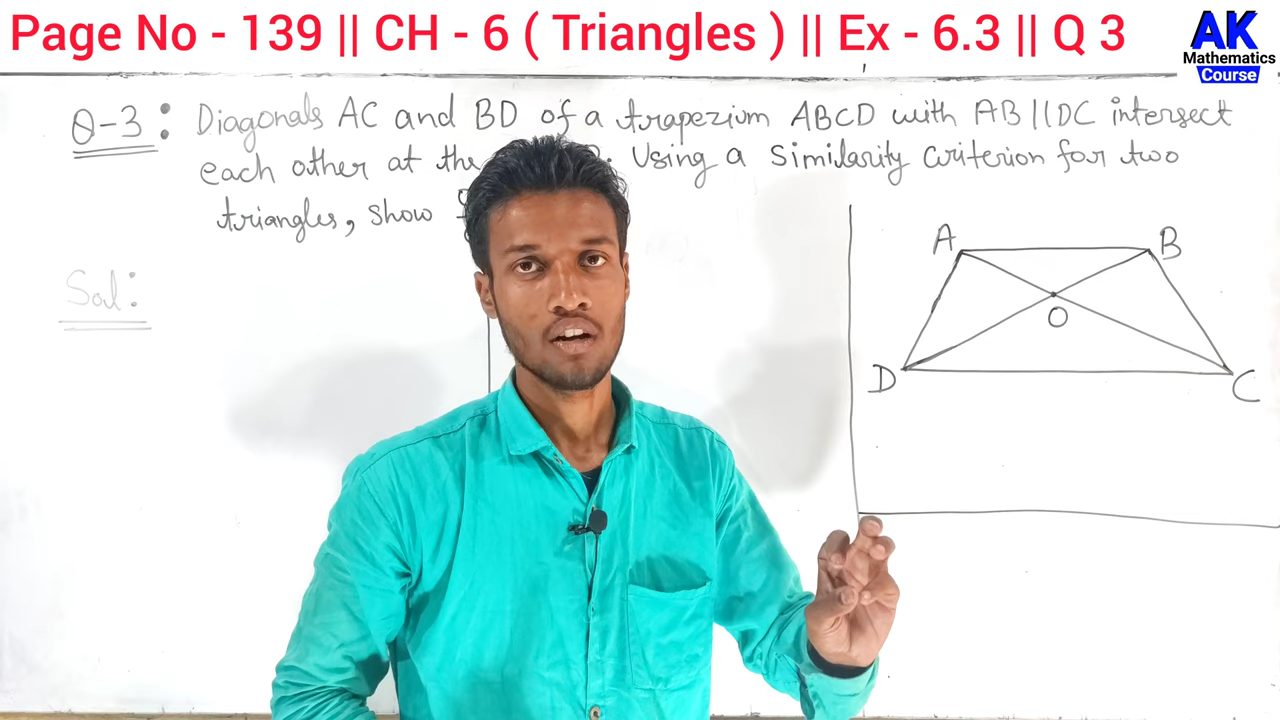 Page No - 139 || CH - 6 ( Triangles ) || Ex - 6.3 || Q 3
AK
Mathematics
Course
Q-3: Diagonals AC and BD of a trapezium ABCD with AB || DC intersect
each other at the Using a similarity criterion for two
triangles, show
Sol:
A
B
O
D
C